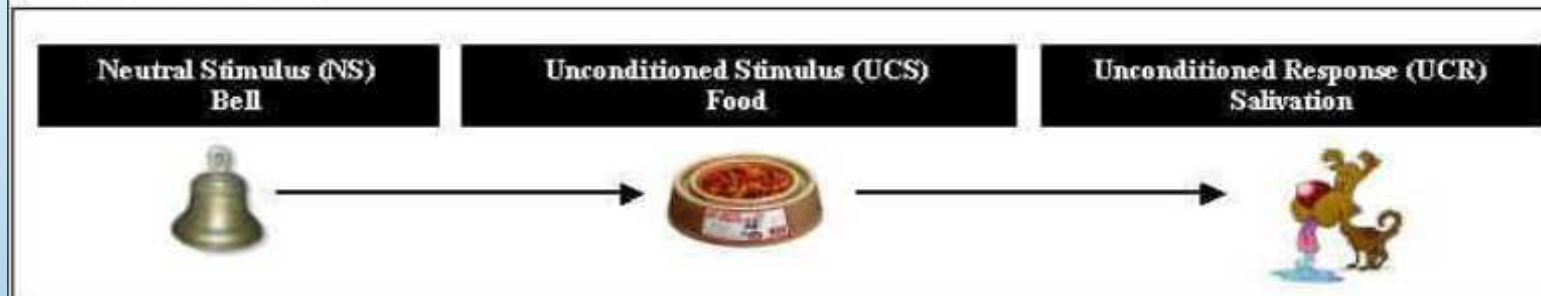 Neutral Stimulus (NS)
Bell
Unconditioned Stimulus (UCS)
Food
Unconditioned Response (UCR)
Salivation